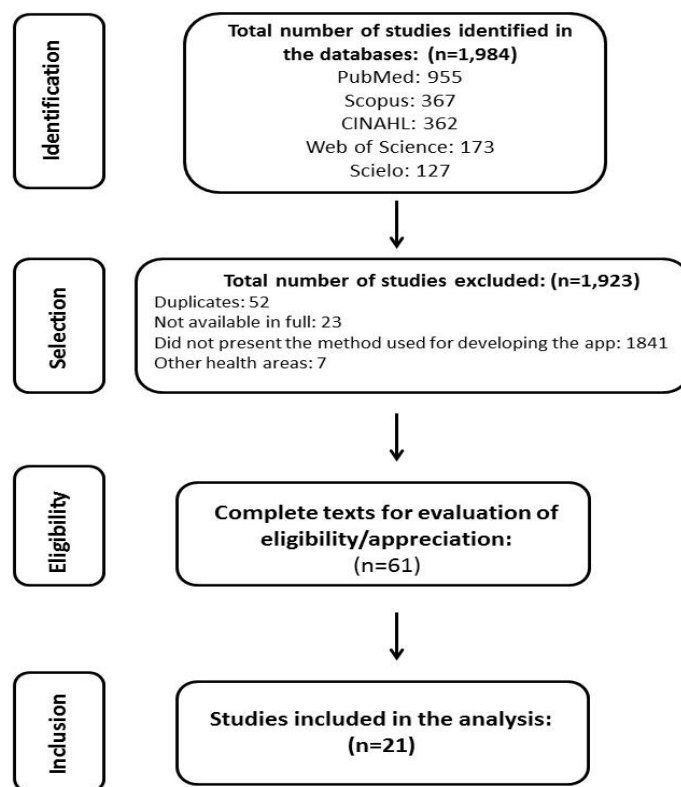 Identification
Total number of studies identified in
the databases: (n=1,984)
PubMed: 955
Scopus: 367
CINAHL: 362
Web of Science: 173
Scielo: 127
Selection
Total number of studies excluded: (n=1,923)
Duplicates: 52
Not available in full: 23
Did not present the method used for developing the app: 1841
Other health areas: 7
Eligibility
Complete texts for evaluation of
eligibility/appreciation:
(n=61)
Inclusion
Studies included in the analysis:
(n=21)